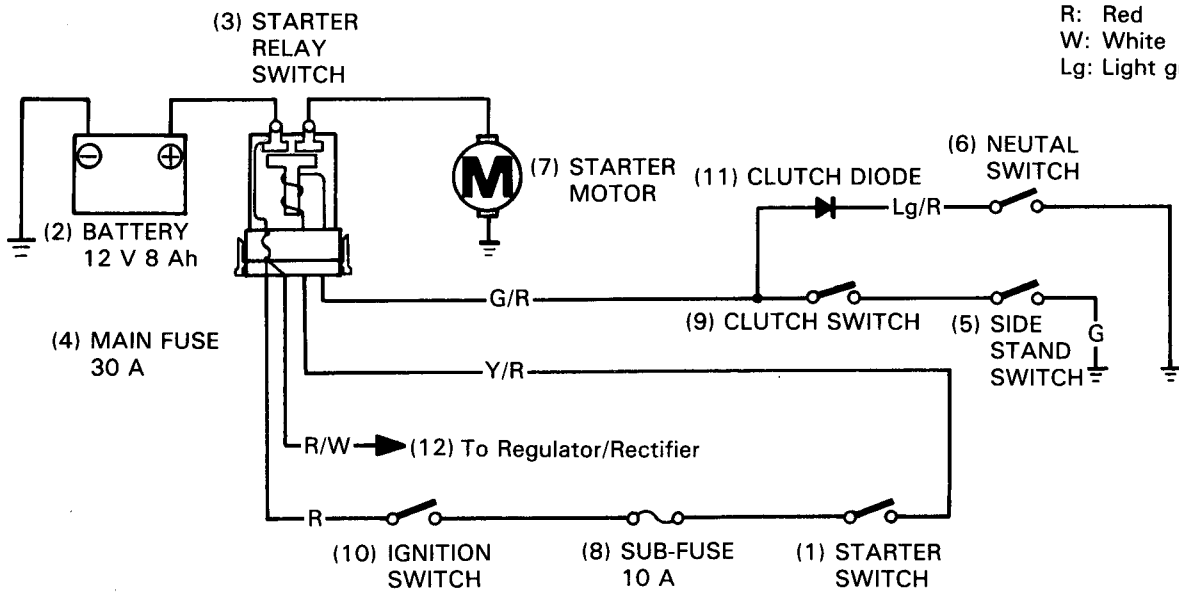 (3) STARTER
RELAY
SWITCH
R: Red
W: White
Lg: Light g
(2) BATTERY
12 V 8 Ah
M
(7) STARTER
MOTOR
(11) CLUTCH DIODE
(6) NEUTAL
SWITCH
Lg/R
(4) MAIN FUSE
30 A
G/R
(9) CLUTCH SWITCH
(5) SIDE
STAND
SWITCH
G
Y/R
R/W
(12) To Regulator/Rectifier
R
(10) IGNITION
SWITCH
(8) SUB-FUSE
10 A
(1) STARTER
SWITCH